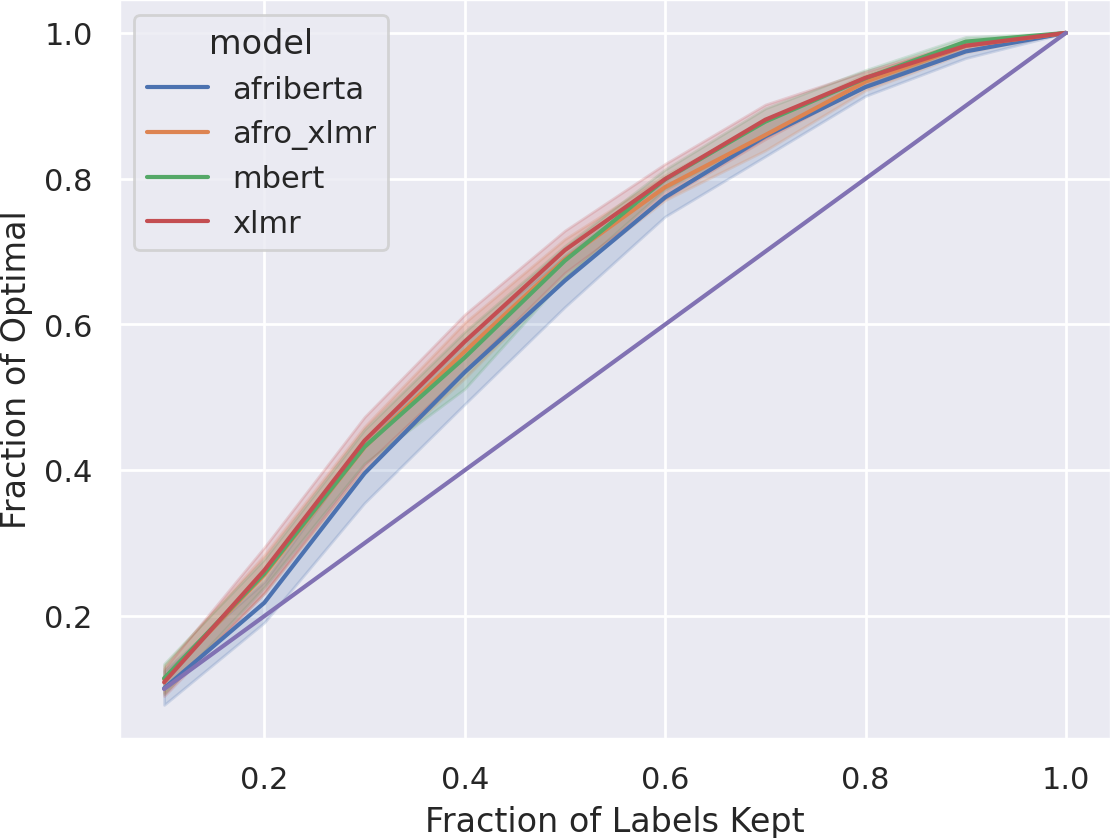 model
afriberta
afro_xlmr
mbert
xlmr
Fraction of Optimal
1.0
0.8
0.6
0.4
0.2
0.2 0.4 0.6 0.8 1.0
Fraction of Labels Kept